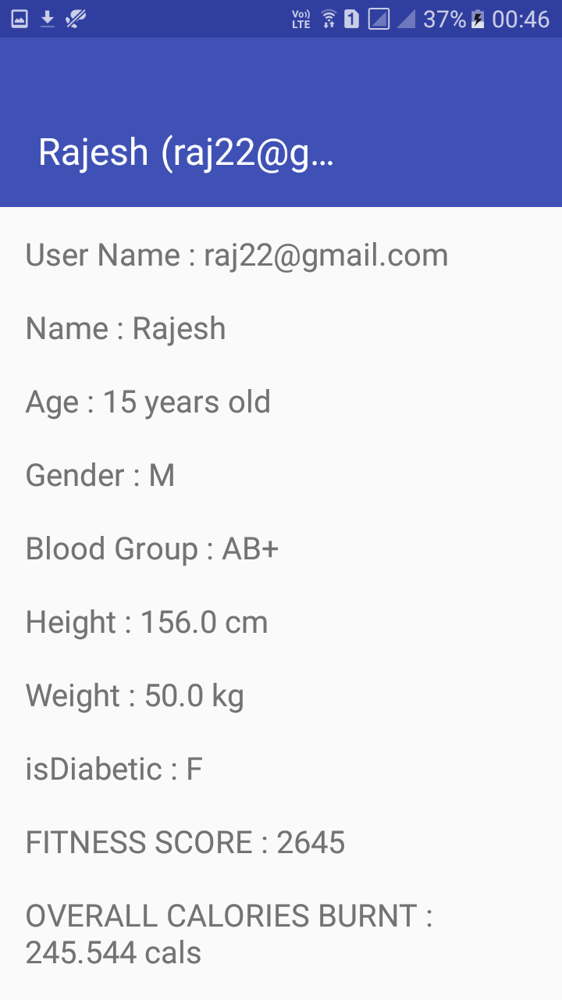 Vo)) LTE 1 37% 00:46
Rajesh (raj22@g...
User Name : raj22@gmail.com
Name : Rajesh
Age : 15 years old
Gender : M
Blood Group : AB+
Height : 156.0 cm
Weight : 50.0 kg
isDiabetic : F
FITNESS SCORE : 2645
OVERALL CALORIES BURNT :
245.544 cals